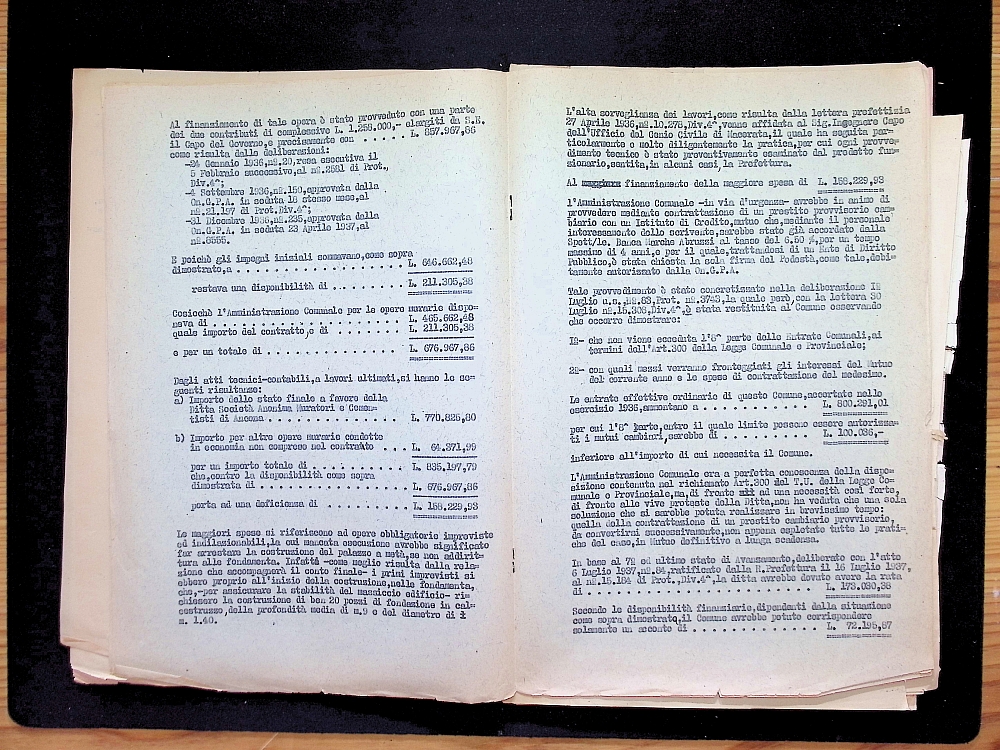 Al finanziamento di tale opera è stato provveduto con una parte
dei due contributi di complessive L. 1.258.000,- elargiti da S.E.
il Capo del Governo,e precisamente con . . . . . L. 857.967,86
come risulta dalle deliberazioni:
-24 Gennaio 1936,nº.20,resa esecutiva il
5 Febbraio successivo,al nº.2581 di Prot.,
Div.4^;
-4 Settembre 1936,nº.150,approvata dalla
On.G.P.A. in seduta 18 stesso mese,al
nº.21.197 di Prot.Div.4^;
-31 Dicembre 1936,nº.235,approvata dalla
On.G.P.A. in seduta 23 Aprile 1937,al
nº.6555.
E poichè gli impegni iniziali sommavano,come sopra
dimostrato,a . . . . . . . . . . . . . . . . . . L. 646.662,48
restava una disponibilità di . . . . . . . . L. 211.305,38
Cosicchè l'Amministrazione Comunale per le opere murarie dispo=
neva di . . . . . . . . . . . . . . . . . . . . L. 465.662,48
quale importo del contratto,e di . . . . . . . L. 211.305,38
e per un totale di . . . . . . . . . . . . . L. 676.967,86
Dagli atti tecnici-contabili,a lavori ultimati,si hanno le se=
guenti risultanze:
a) Importo dello stato finale a favore della
Ditta Società Anonima Muratori e Cemen=
tisti di Ancona . . . . . . . . . . . . . . L. 770.825,80
b) Importo per altre opere murarie condotte
in economia non comprese nel contratto . . . L. 64.371,99
per un importo totale di . . . . . . . . . L. 835.197,79
che,contro la disponibilità come sopra
dimostrata di . . . . . . . . . . . . . . . L. 676.967,86
porta ad una deficienza di . . . . . . . . L. 158.229,93
Le maggiori spese si riferiscono ad opere obbligatorie impreviste
ed indilazionabili,la cui mancata esecuzione avrebbe significato
far arrestare la costruzione del palazzo a metà,se non addirit=
tura alle fondamenta. Infatti -come meglio risulta dalla rela=
zione che accompagnerà il conto finale- i primi imprevisti si
ebbero proprio all'inizio della costruzione,nelle fondamenta,
che,-per assicurare la stabilità del massiccio edificio- ri=
chiesero la costruzione di ben 20 pozzi di fondazione in cal=
cestruzzo,della profondità media di m.9 e del diametro di
m. 1.40.
L'alta sorveglianza dei lavori,come risulta dalla lettera prefettizia
27 Aprile 1936,nº.10.278,Div.4^,venne affidata al Sig.Ingegnere Capo
dell'Ufficio del Genio Civile di Macerata,il quale ha seguita par=
ticolarmente e molto diligentemente la pratica,per cui ogni provve=
dimento tecnico è stato preventivamente esaminato dal predetto fun=
zionario,sentita,in alcuni casi,la Prefettura.
Al maggiore finanziamento della maggiore spesa di L. 158.229,93
l'Amministrazione Comunale -in via d'urgenza- avrebbe in animo di
provvedere mediante contrattazione di un prestito provvisorio cam=
biario con un Istituto di Credito,mutuo che,mediante il personale
interessamento dello scrivente,sarebbe stato già accordato dalla
Spett/le. Banca Marche Abruzzi al tasso del 6.50 %,per un tempo
massimo di 4 anni,e per il quale,trattandosi di un Ente di Diritto
Pubblico,è stata chiesta la sola firma del Podestà,come tale,debi=
tamente autorizzato dalla On.G.P.A.
Tale provvedimento è stato concretizzato nella deliberazione 12
Luglio a.s.,nº.83,Prot. nº.3743,la quale però,con la lettera 30
Luglio nº.15.308,Div.4^,è stata restituita al Comune osservando
che occorre dimostrare:
1º- che non viene ecceduta l'8^ parte delle Entrate Comunali,ai
termini dell'Art.300 della Legge Comunale e Provinciale;
2º- con quali mezzi verranno fronteggiati gli interessi del Mutuo
del corrente anno e le spese di contrattazione del medesimo.
Le entrate effettive ordinarie di questo Comune,accertate nello
esercizio 1936,ammontano a . . . . . . . . . . . L. 800.291,01
per cui l'8^ parte,entro il quale limite possono essere autorizza=
ti i mutui cambiari,sarebbe di . . . . . . . . . L. 100.036,-
inferiore all'importo di cui necessita il Comune.
L'Amministrazione Comunale era a perfetta conoscenza della dispo=
sizione contenuta nel richiamato Art.300 del T.U. della Legge Co=
munale e Provinciale,ma,di fronte ad una necessità così forte,
di fronte alle vive proteste della Ditta,non ha veduta che una sola
soluzione che si sarebbe potuta realizzare in brevissimo tempo:
quella della contrattazione di un prestito cambiario provvisorio,
da convertirsi successivamente,non appena espletate tutte le prati=
che del caso,in Mutuo definitivo a lunga scadenza.
In base al 7º ed ultimo stato di Avanzamento,deliberato con l'atto
6 Luglio 1937,nº.84,ratificato dalla R.Prefettura il 16 Luglio 1937,
al nº.15.184 di Prot.,Div.4^,la ditta avrebbe dovuto avere la rata
di . . . . . . . . . . . . . . . . . . . . . . . L. 173.030,38
Secondo le disponibilità finanziarie,dipendenti dalla situazione
come sopra dimostrata,il Comune avrebbe potuto corrispondere
solamente un acconto di . . . . . . . . . . . . L. 72.195,87